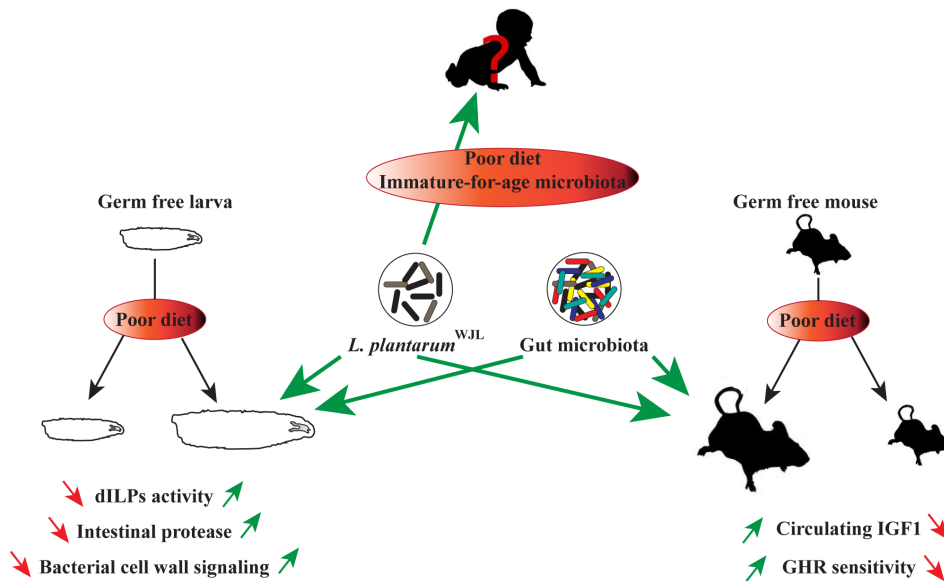 ?
Poor diet
Immature-for-age microbiota
Germ free larva
Germ free mouse
Poor diet
Poor diet
L. plantarum WJL
Gut microbiota
dILPs activity
Intestinal protease
Bacterial cell wall signaling
Circulating IGF1
GHR sensitivity